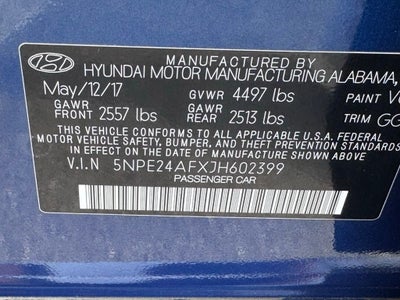 MANUFACTURED BY
HYUNDAI MOTOR MANUFACTURING ALABAMA,
May/12/17 GVWR 4497 lbs PAINT
GAWR GAWR
FRONT 2557 lbs REAR 2513 lbs TRIM GG
THIS VEHICLE CONFORMS TO ALL APPLICABLE FEDERAL
MOTOR VEHICLE SAFETY, BUMPER, & THEFT PREVENTION STANDARDS
IN EFFECT ON THE DATE OF MANUFACTURE SHOWN ABOVE.
V.I.N 5NPE24AFXJH602399
PASSENGER CAR